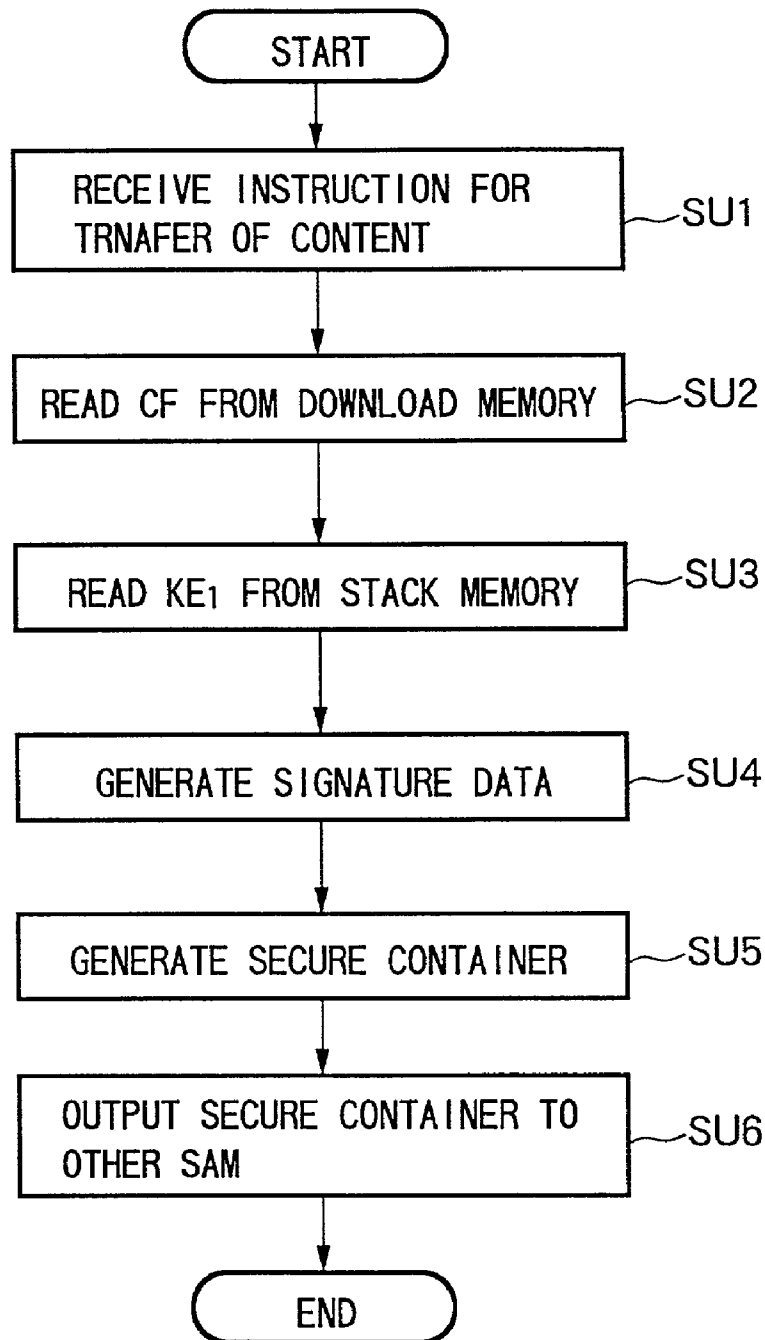 START
RECEIVE INSTRUCTION FOR
TRNAFER OF CONTENT
SU1
READ CF FROM DOWNLOAD MEMORY
SU2
READ KE₁ FROM STACK MEMORY
SU3
GENERATE SIGNATURE DATA
SU4
GENERATE SECURE CONTAINER
SU5
OUTPUT SECURE CONTAINER TO
OTHER SAM
SU6
END